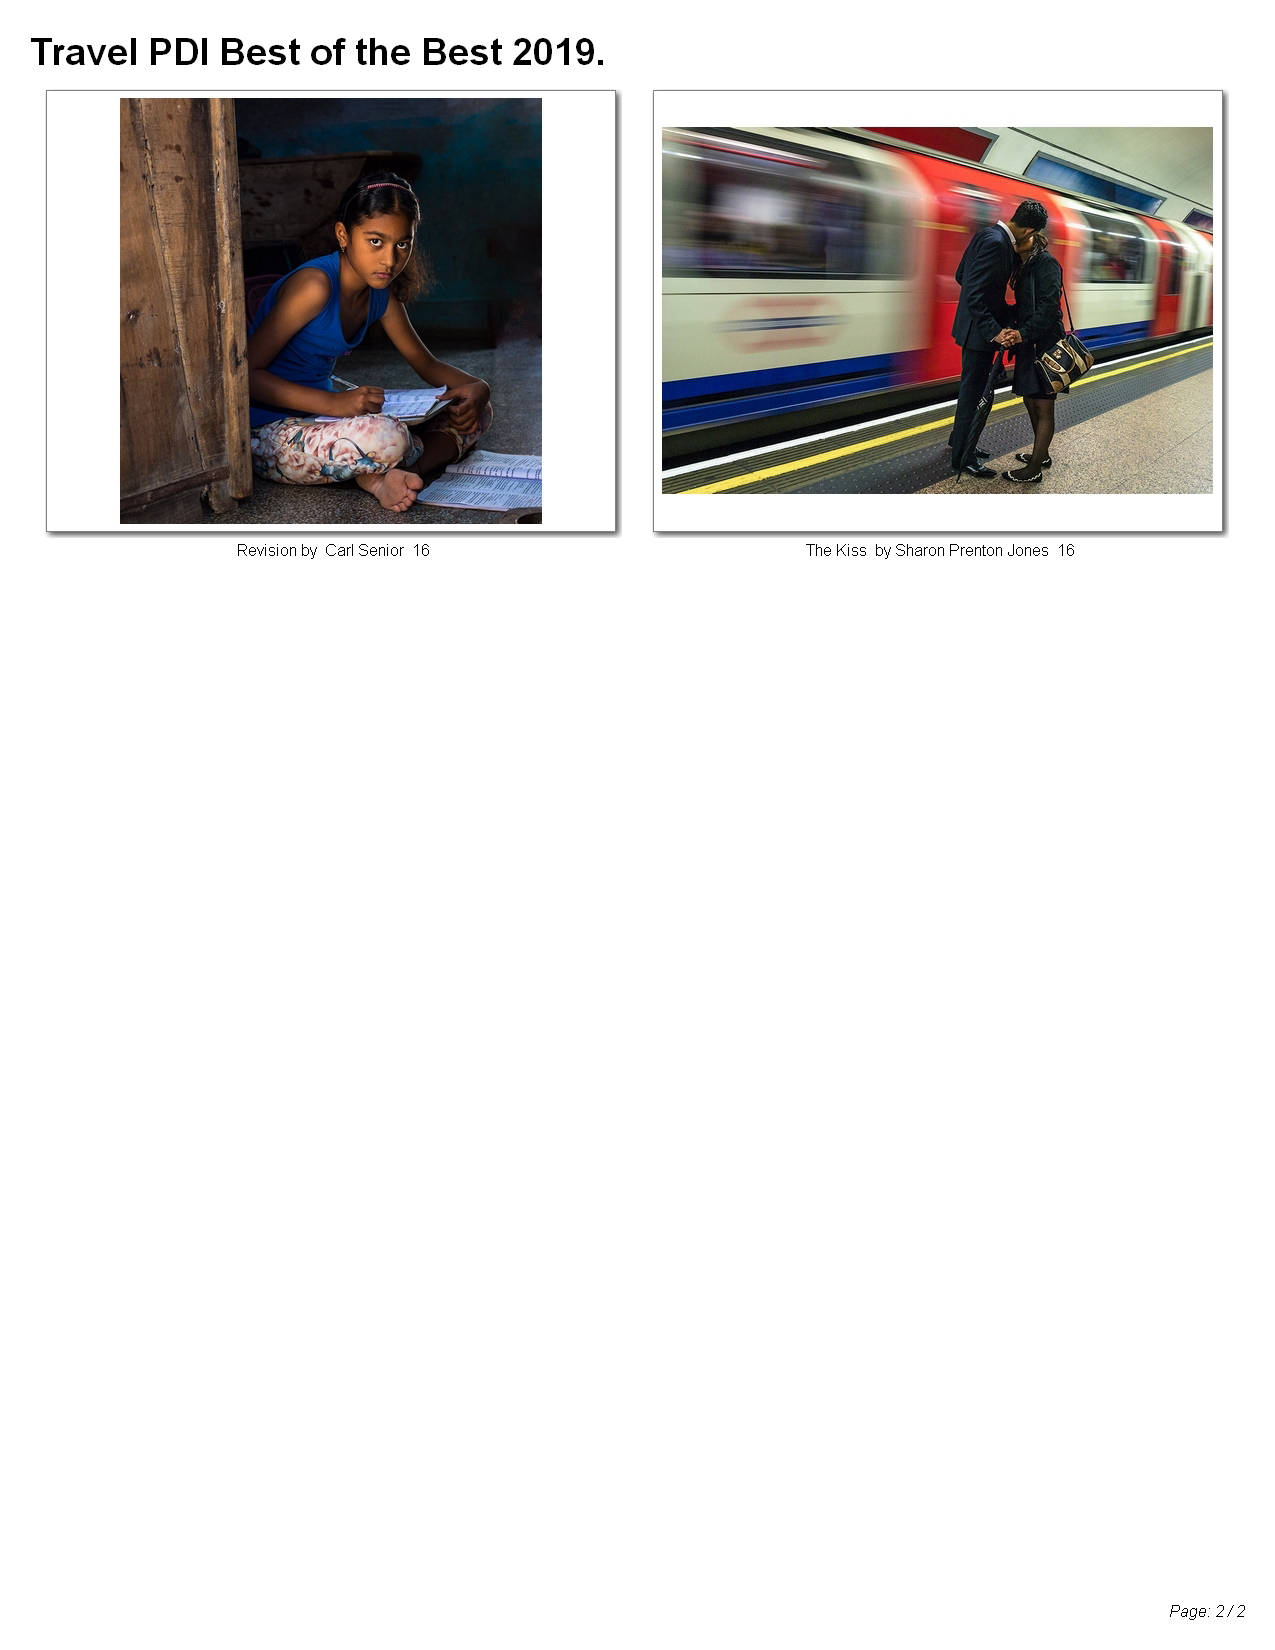 Travel PDI Best of the Best 2019.
Revision by  Carl Senior  16
The Kiss  by Sharon Prenton Jones  16
Page: 2 / 2